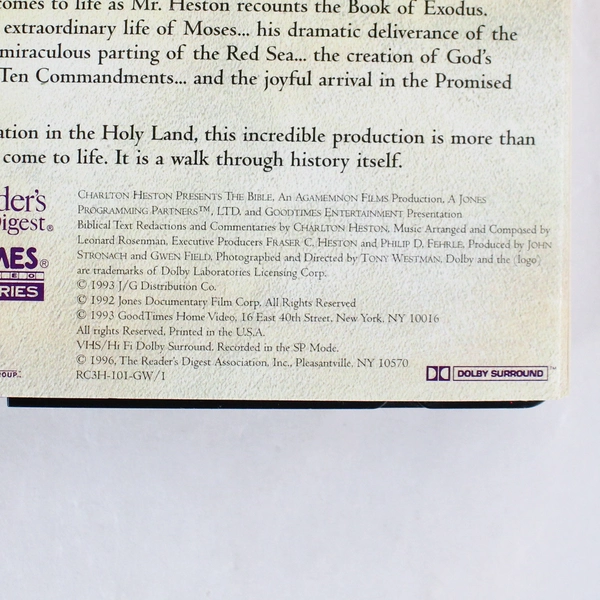 comes to life as Mr. Heston recounts the Book of Exodus.
extraordinary life of Moses... his dramatic deliverance of the
miraculous parting of the Red Sea... the creation of God's
Ten Commandments... and the joyful arrival in the Promised
ation in the Holy Land, this incredible production is more than
come to life. It is a walk through history itself.
der's
Digest®
MES®
VIDEO
RIES
CHARLTON HESTON PRESENTS THE BIBLE, An AGAMEMNON FILMS Production, A JONES
PROGRAMMING PARTNERS™, LTD. and GOODTIMES ENTERTAINMENT Presentation
Biblical Text Redactions and Commentaries by CHARLTON HESTON, Music Arranged and Composed by
Leonard Rosenman, Executive Producers FRASER C. HESTON and PHILIP D. FEHRLE, Produced by JOHN
STRONACH and GWEN FIELD, Photographed and Directed by TONY WESTMAN, Dolby and the (logo)
are trademarks of Dolby Laboratories Licensing Corp.
© 1993 J/G Distribution Co.
© 1992 Jones Documentary Film Corp, All Rights Reserved
© 1993 GoodTimes Home Video, 16 East 40th Street, New York, NY 10016
All rights Reserved, Printed in the U.S.A.
VHS/Hi Fi Dolby Surround, Recorded in the SP Mode.
© 1996, The Reader's Digest Association, Inc., Pleasantville, NY 10570
RC3H-101-GW/1
DOLBY SURROUND™